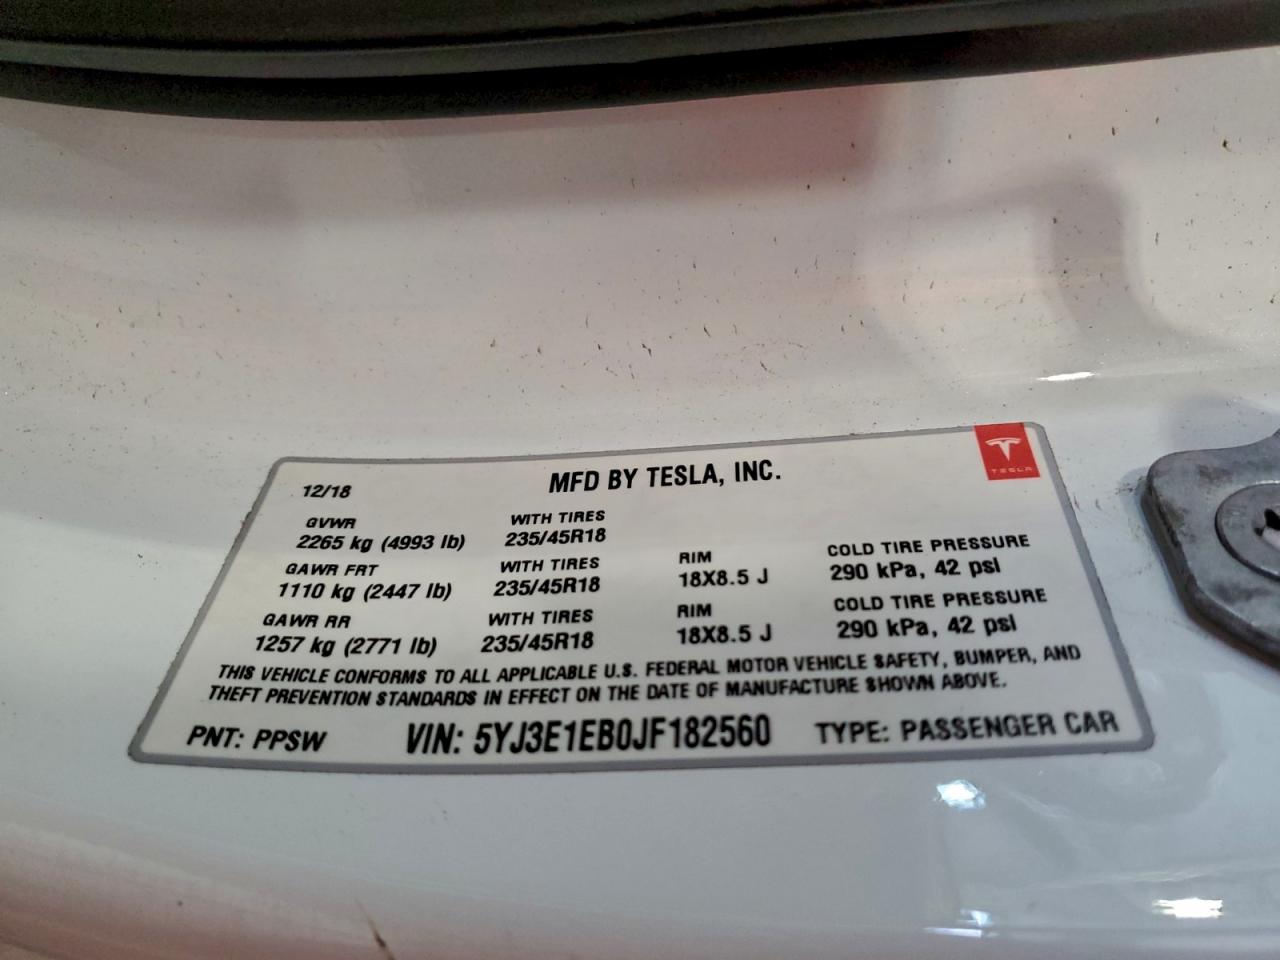 12/18
MFD BY TESLA, INC.
TESLA
GVWR
2265 kg (4993 lb)
WITH TIRES
235/45R18
GAWR FRT
1110 kg (2447 lb)
WITH TIRES
235/45R18
RIM
18X8.5 J
COLD TIRE PRESSURE
290 kPa, 42 psi
GAWR RR
1257 kg (2771 lb)
WITH TIRES
235/45R18
RIM
18X8.5 J
COLD TIRE PRESSURE
290 kPa, 42 psi
THIS VEHICLE CONFORMS TO ALL APPLICABLE U.S. FEDERAL MOTOR VEHICLE SAFETY, BUMPER, AND
THEFT PREVENTION STANDARDS IN EFFECT ON THE DATE OF MANUFACTURE SHOWN ABOVE.
PNT: PPSW
VIN: 5YJ3E1EB0JF182560
TYPE: PASSENGER CAR